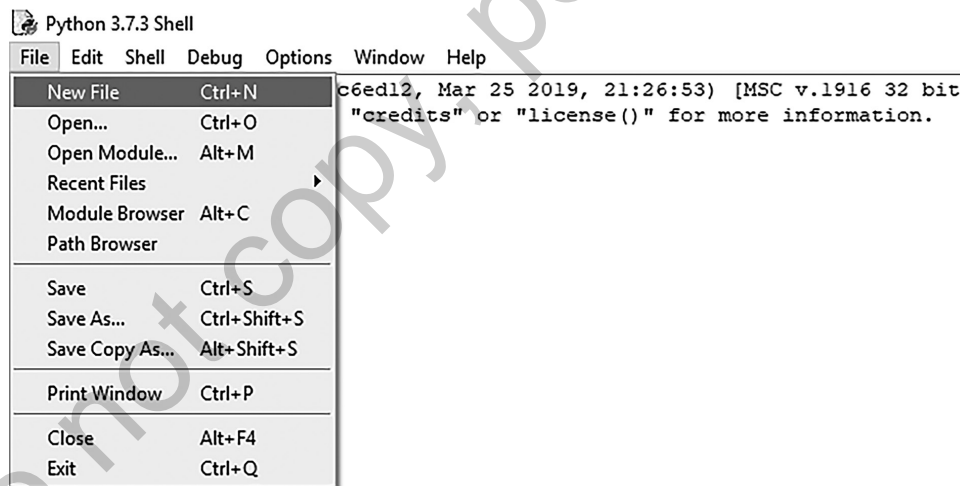 Python 3.7.3 Shell
File Edit Shell Debug Options Window Help
New File Ctrl+N
c6ed12, Mar 25 2019, 21:26:53) [MSC v.1916 32 bit
Open... Ctrl+O
"credits" or "license()" for more information.
Open Module... Alt+M
Recent Files
Module Browser Alt+C
Path Browser
Save Ctrl+S
Save As... Ctrl+Shift+S
Save Copy As... Alt+Shift+S
Print Window Ctrl+P
Close Alt+F4
Exit Ctrl+Q
not copy, p